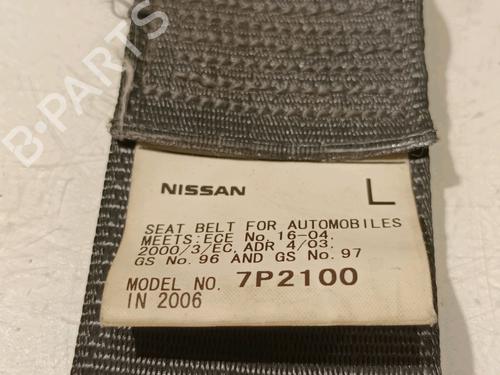 B-PARTS
NISSAN L
SEAT BELT FOR AUTOMOBILES
MEETS:ECE No. 16-04.
2000/3/EC, ADR 4/03.
GS No. 96 AND GS No. 97
MODEL NO. 7P2100
IN 2006